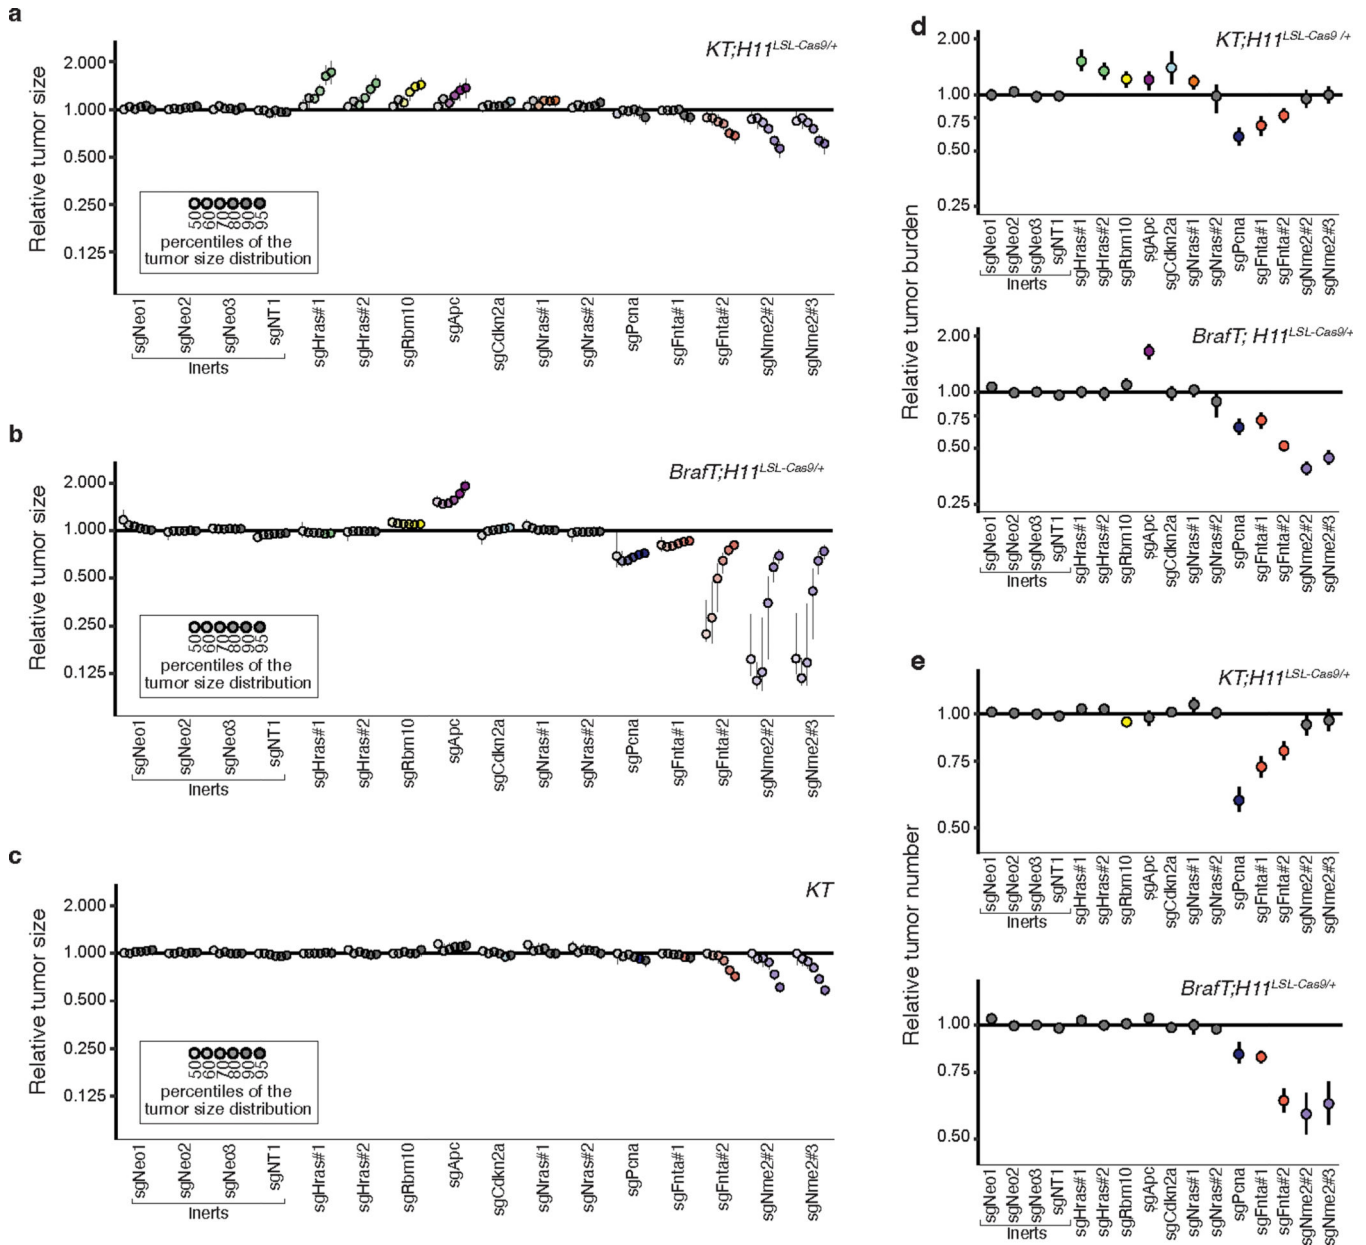 a
KT;H11LSL-Cas9/+
Relative tumor size
2.000
1.000
0.500
0.250
0.125
50 60 70 80 90 95
percentiles of the
tumor size distribution
sgNeo1 sgNeo2 sgNeo3 sgNT1 sgHras#1 sgHras#2 sgRbm10 sgApc sgCdkn2a sgNras#1 sgNras#2 sgPcna sgFnta#1 sgFnta#2 sgNme2#2 sgNme2#3
Inerts
b
BrafT;H11LSL-Cas9/+
Relative tumor size
2.000
1.000
0.500
0.250
0.125
50 60 70 80 90 95
percentiles of the
tumor size distribution
sgNeo1 sgNeo2 sgNeo3 sgNT1 sgHras#1 sgHras#2 sgRbm10 sgApc sgCdkn2a sgNras#1 sgNras#2 sgPcna sgFnta#1 sgFnta#2 sgNme2#2 sgNme2#3
Inerts
c
KT
Relative tumor size
2.000
1.000
0.500
0.250
0.125
50 60 70 80 90 95
percentiles of the
tumor size distribution
sgNeo1 sgNeo2 sgNeo3 sgNT1 sgHras#1 sgHras#2 sgRbm10 sgApc sgCdkn2a sgNras#1 sgNras#2 sgPcna sgFnta#1 sgFnta#2 sgNme2#2 sgNme2#3
Inerts
d
KT;H11LSL-Cas9 /+
Relative tumor burden
2.00
1.00
0.75
0.50
0.25
sgNeo1 sgNeo2 sgNeo3 sgNT1 sgHras#1 sgHras#2 sgRbm10 sgApc sgCdkn2a sgNras#1 sgNras#2 sgPcna sgFnta#1 sgFnta#2 sgNme2#2 sgNme2#3
Inerts
BrafT; H11LSL-Cas9/+
2.00
1.00
0.75
0.50
0.25
sgNeo1 sgNeo2 sgNeo3 sgNT1 sgHras#1 sgHras#2 sgRbm10 sgApc sgCdkn2a sgNras#1 sgNras#2 sgPcna sgFnta#1 sgFnta#2 sgNme2#2 sgNme2#3
Inerts
e
KT;H11LSL-Cas9/+
Relative tumor number
1.00
0.75
0.50
sgNeo1 sgNeo2 sgNeo3 sgNT1 sgHras#1 sgHras#2 sgRbm10 sgApc sgCdkn2a sgNras#1 sgNras#2 sgPcna sgFnta#1 sgFnta#2 sgNme2#2 sgNme2#3
Inerts
BrafT;H11LSL-Cas9/+
1.00
0.75
0.50
sgNeo1 sgNeo2 sgNeo3 sgNT1 sgHras#1 sgHras#2 sgRbm10 sgApc sgCdkn2a sgNras#1 sgNras#2 sgPcna sgFnta#1 sgFnta#2 sgNme2#2 sgNme2#3
Inerts